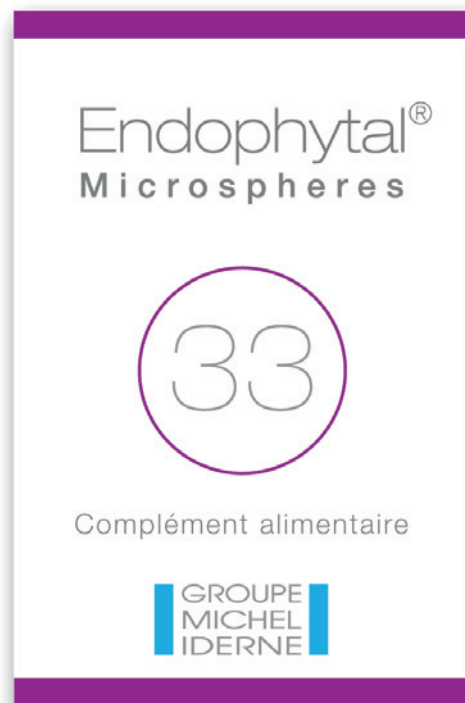 Endophytal®
Microspheres
33
Complément alimentaire
GROUPE
MICHEL
IDERNE